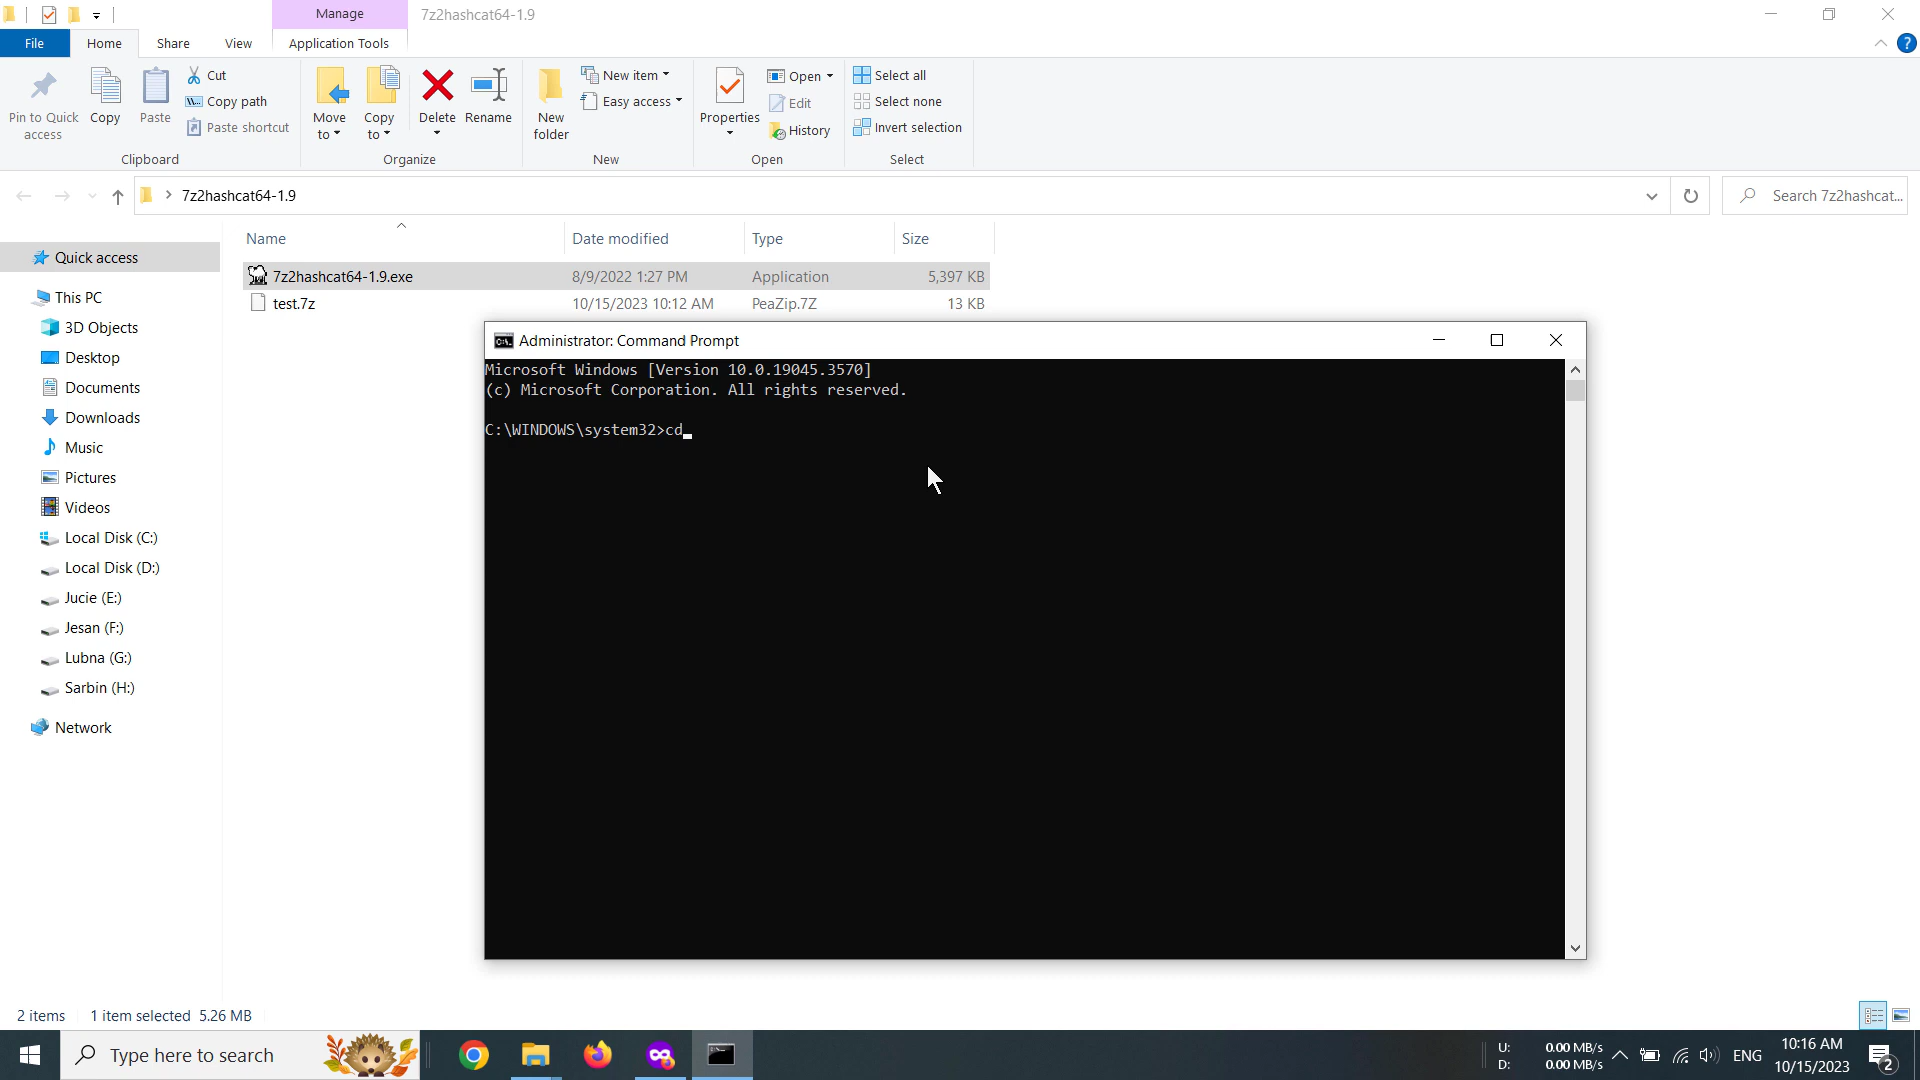 Manage
7z2hashcat64-1.9
File
Home
Share
View
Application Tools
Pin to Quick
access
Copy
Paste
Cut
Copy path
Paste shortcut
Clipboard
Move
to
Copy
to
Delete
Rename
Organize
New
folder
New item
Easy access
New
Properties
Open
Edit
History
Open
Select all
Select none
Invert selection
Select
7z2hashcat64-1.9
Search 7z2hashcat...
Name
Date modified
Type
Size
7z2hashcat64-1.9.exe
8/9/2022 1:27 PM
Application
5,397 KB
test.7z
10/15/2023 10:12 AM
PeaZip.7Z
13 KB
Quick access
This PC
3D Objects
Desktop
Documents
Downloads
Music
Pictures
Videos
Local Disk (C:)
Local Disk (D:)
Jucie (E:)
Jesan (F:)
Lubna (G:)
Sarbin (H:)
Network
Administrator: Command Prompt
Microsoft Windows [Version 10.0.19045.3570]
(c) Microsoft Corporation. All rights reserved.
C:\WINDOWS\system32>cd
2 items
1 item selected 5.26 MB
Type here to search
U: 0.00 MB/s
D: 0.00 MB/s
ENG
10:16 AM
10/15/2023
2